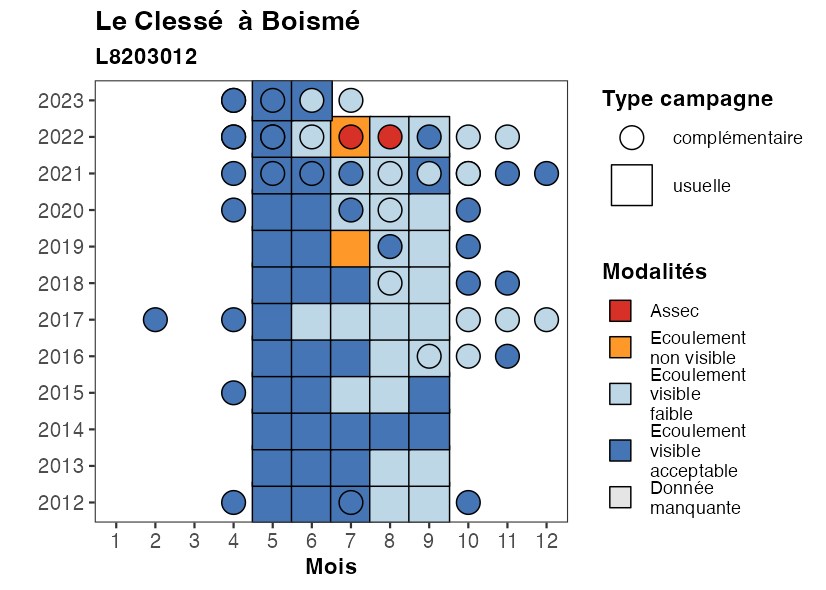 Le Clessé  à Boismé
L8203012
2023
2022
2021
2020
2019
2018
2017
2016
2015
2014
2013
2012
1 2 3 4 5 6 7 8 9 10 11 12
Mois
Type campagne
complémentaire
usuelle
Modalités
Assec
Ecoulement
non visible
Ecoulement
visible
faible
Ecoulement
visible
acceptable
Donnée
manquante